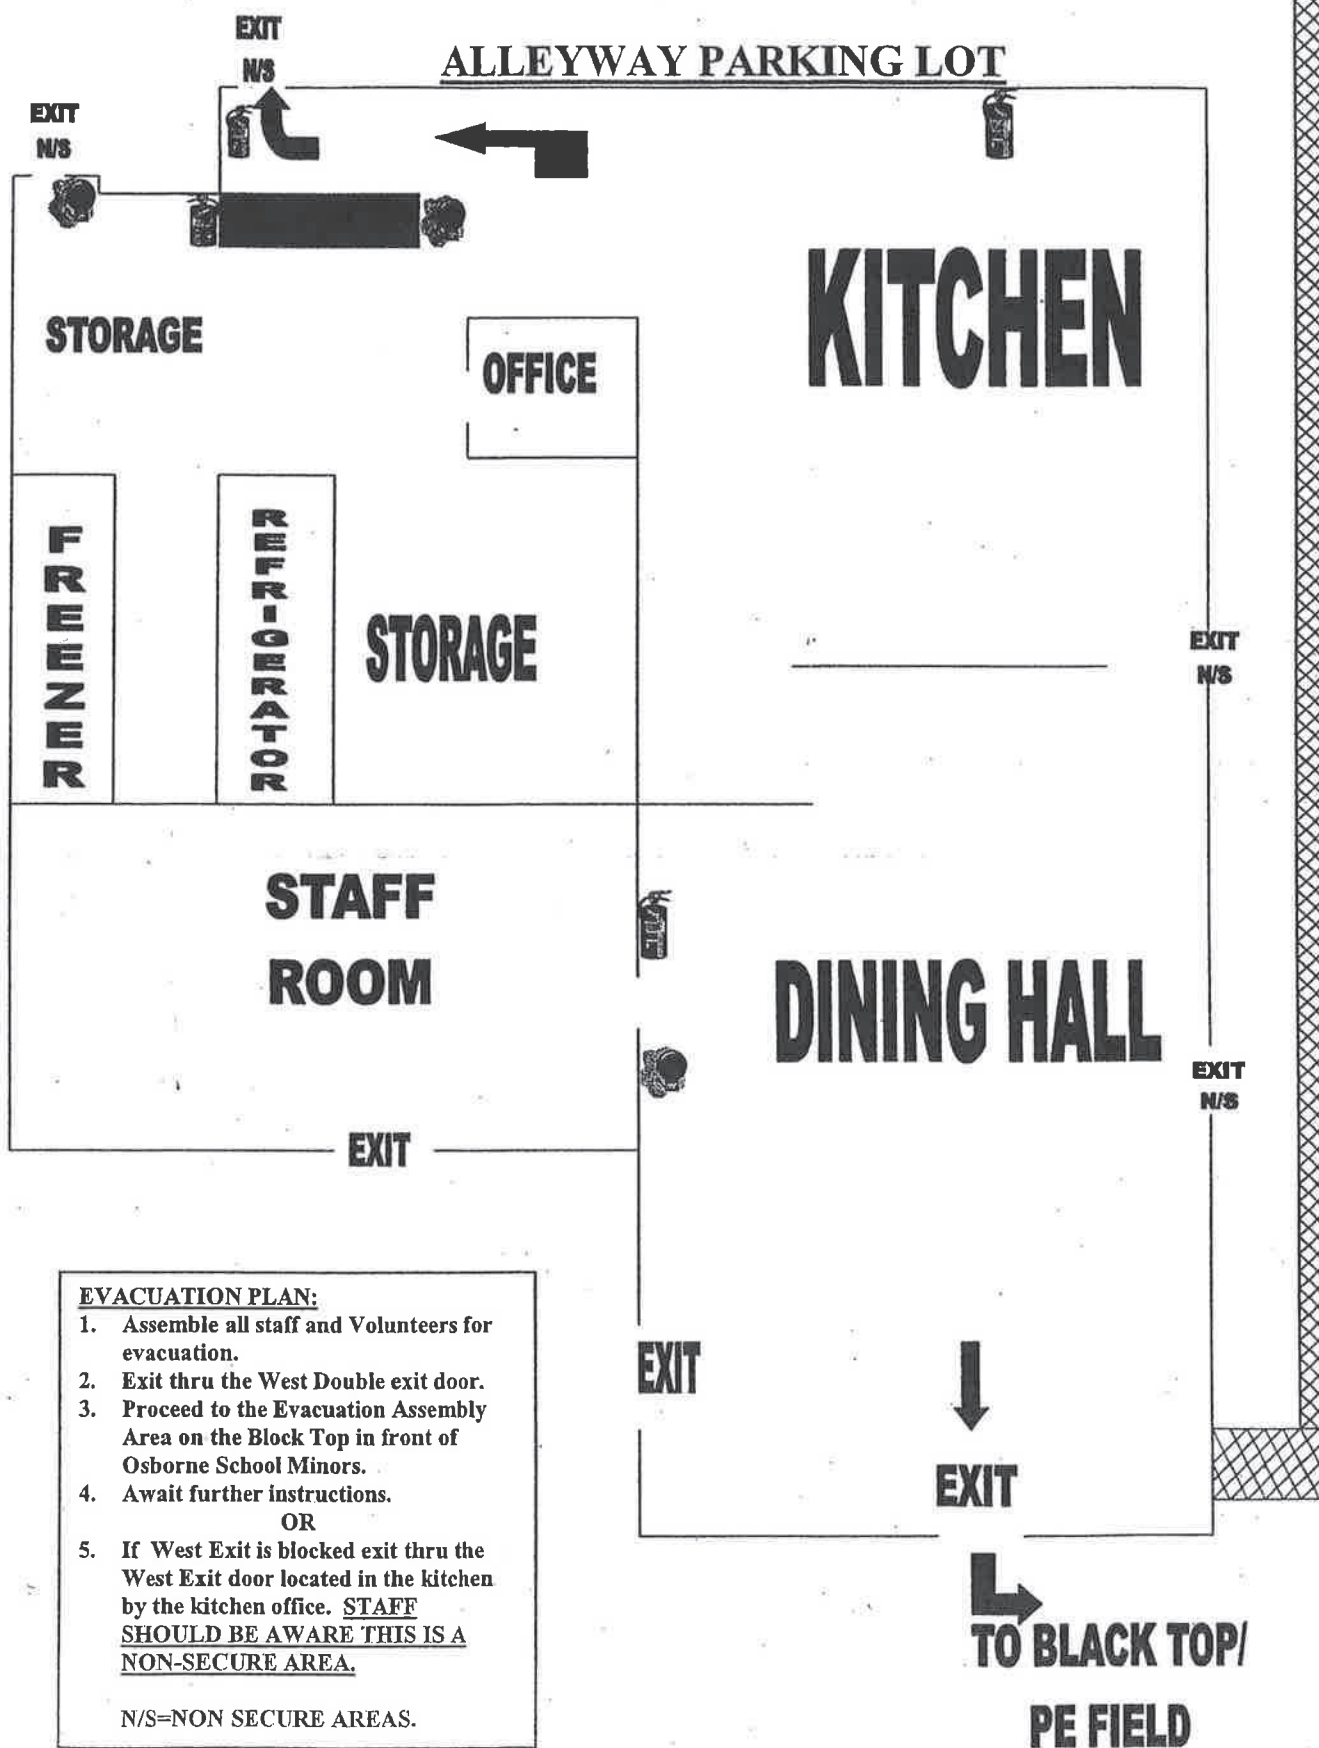 EXIT
N/S
ALLEYWAY PARKING LOT
EXIT
N/S
KITCHEN
STORAGE
OFFICE
FREEZER
REFRIGERATOR
STORAGE
EXIT
N/S
STAFF
ROOM
DINING HALL
EXIT
N/S
EXIT
EVACUATION PLAN:
1. Assemble all staff and Volunteers for
evacuation.
2. Exit thru the West Double exit door.
3. Proceed to the Evacuation Assembly
Area on the Block Top in front of
Osborne School Minors.
4. Await further instructions.
OR
5. If West Exit is blocked exit thru the
West Exit door located in the kitchen
by the kitchen office. STAFF
SHOULD BE AWARE THIS IS A
NON-SECURE AREA.
N/S=NON SECURE AREAS.
EXIT
EXIT
TO BLACK TOP/
PE FIELD